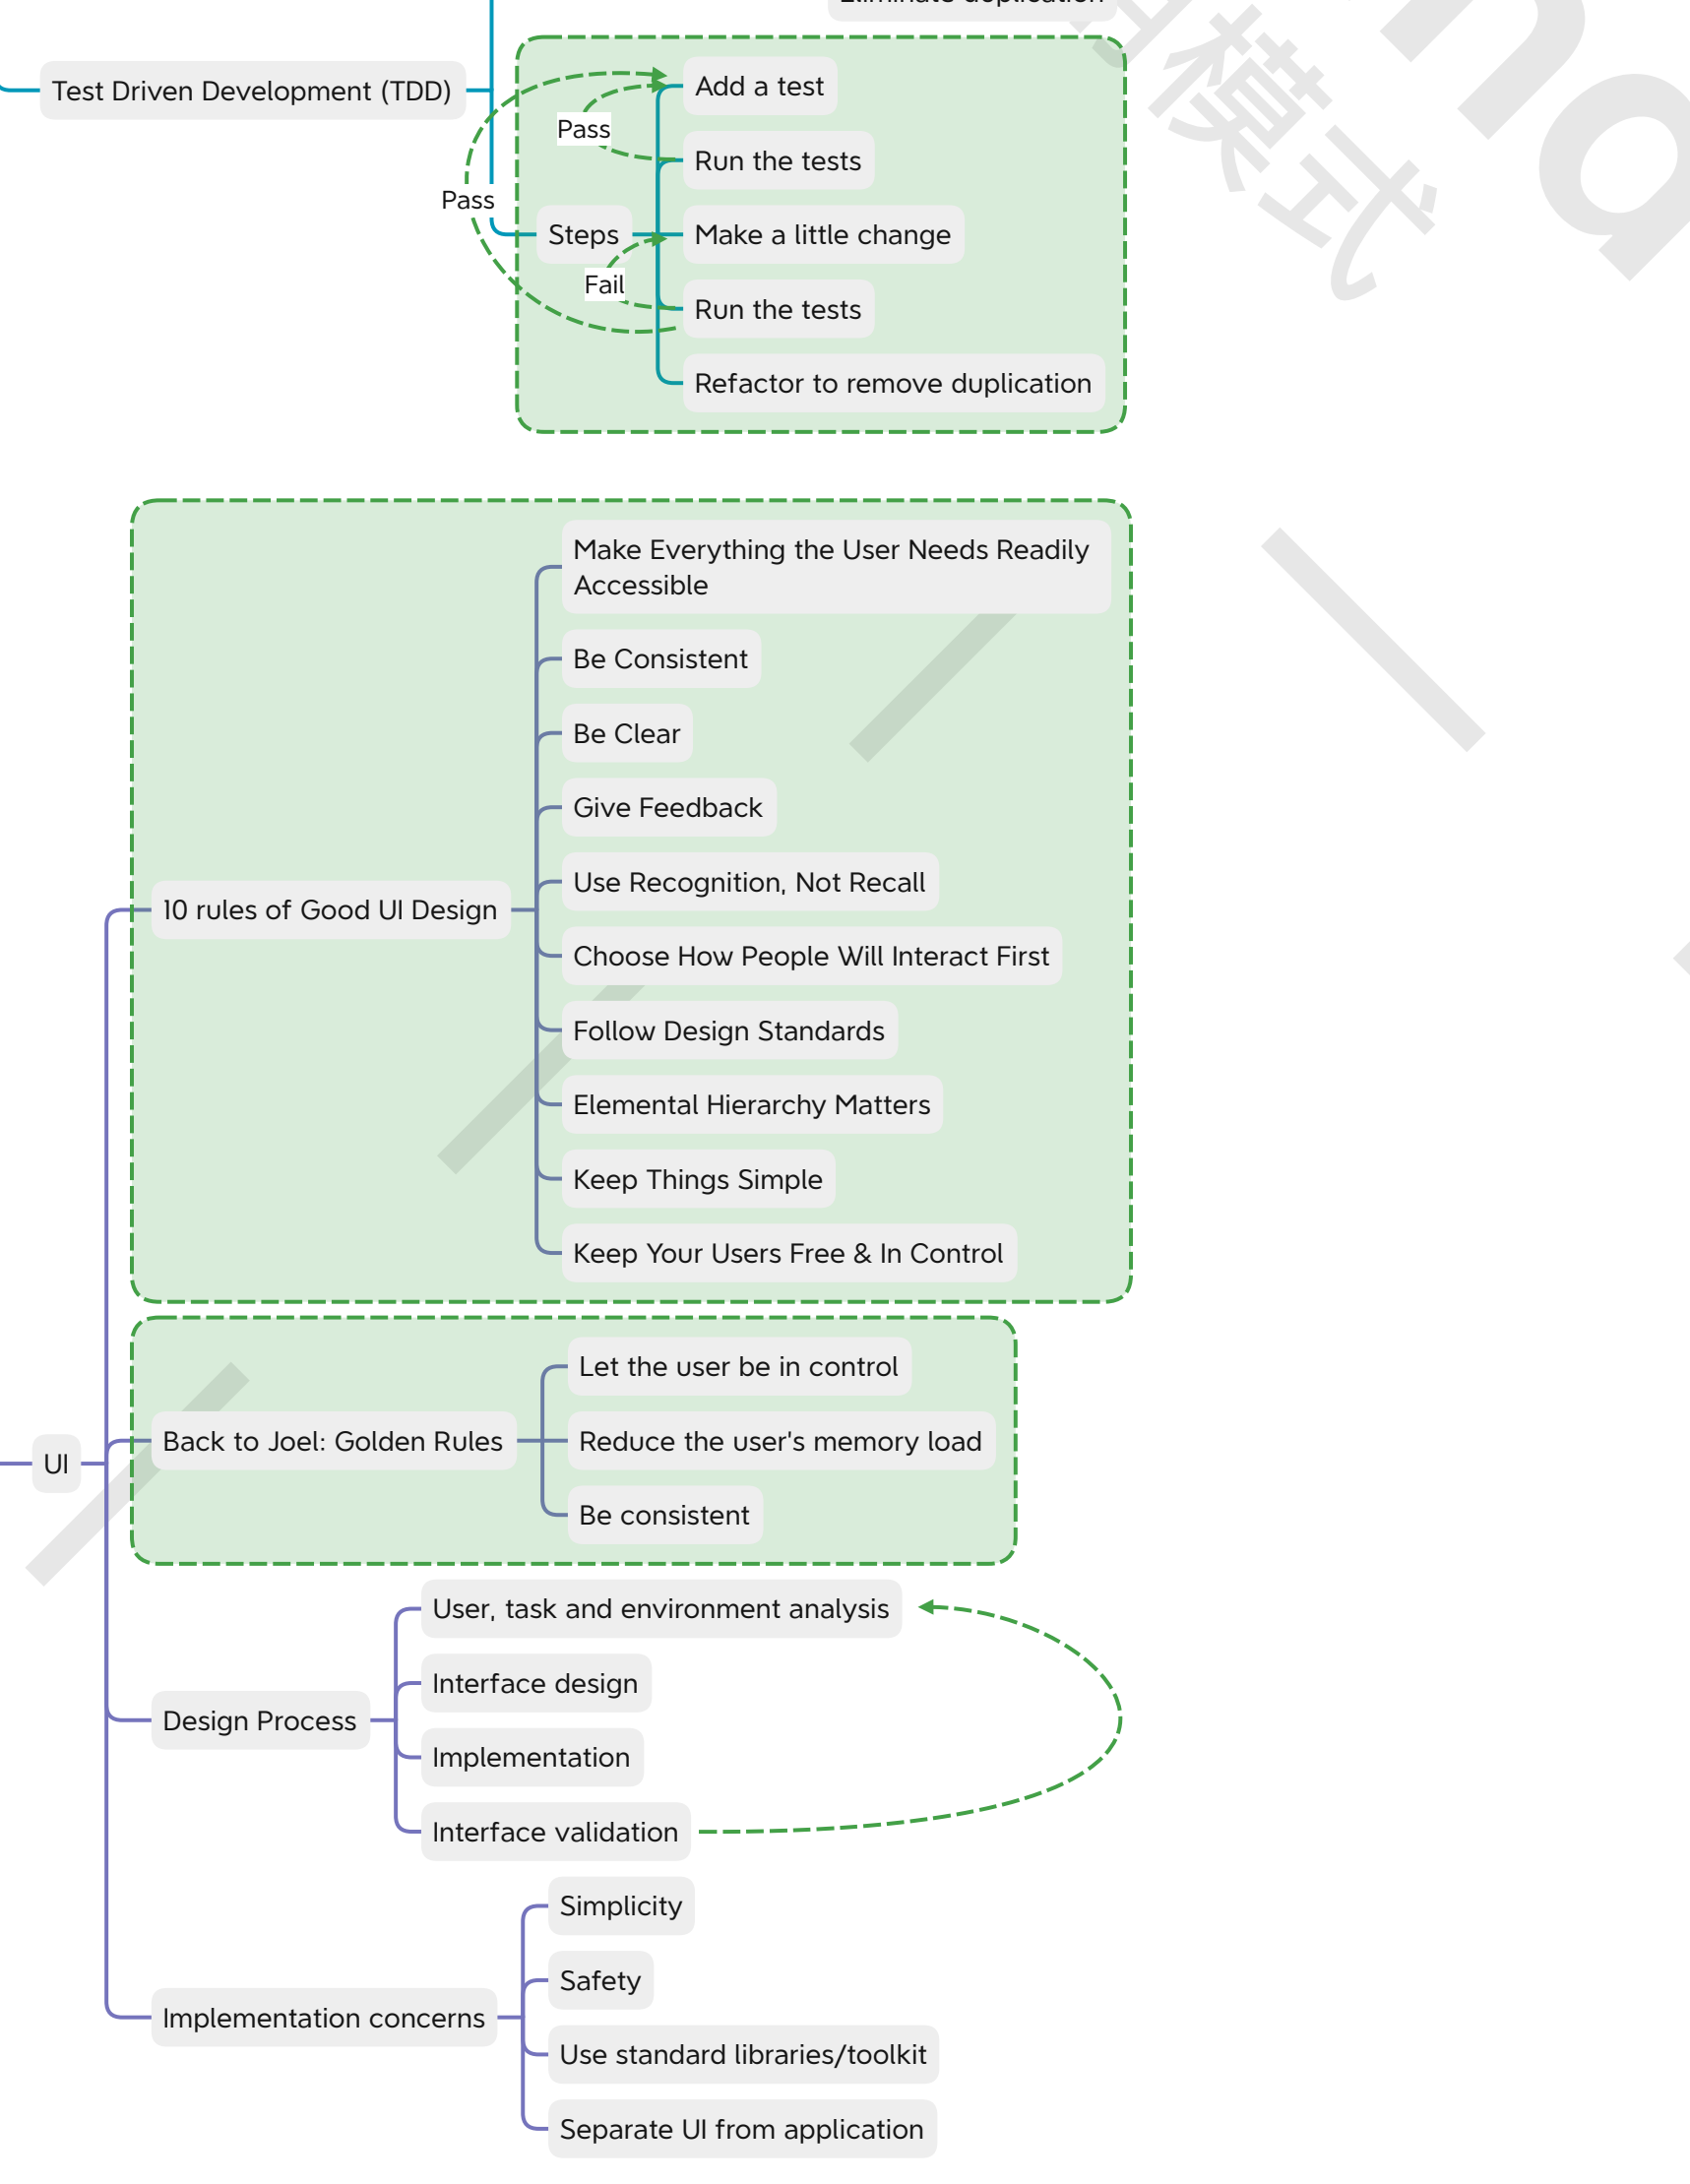 Eliminate duplication
Test Driven Development (TDD)
Add a test
Pass
Run the tests
Pass
Steps
Make a little change
Fail
Run the tests
Refactor to remove duplication
模式
Make Everything the User Needs Readily
Accessible
Be Consistent
Be Clear
Give Feedback
Use Recognition, Not Recall
10 rules of Good UI Design
Choose How People Will Interact First
Follow Design Standards
Elemental Hierarchy Matters
Keep Things Simple
Keep Your Users Free & In Control
Let the user be in control
Back to Joel: Golden Rules
Reduce the user's memory load
UI
Be consistent
User, task and environment analysis
Interface design
Design Process
Implementation
Interface validation
Simplicity
Safety
Implementation concerns
Use standard libraries/toolkit
Separate UI from application